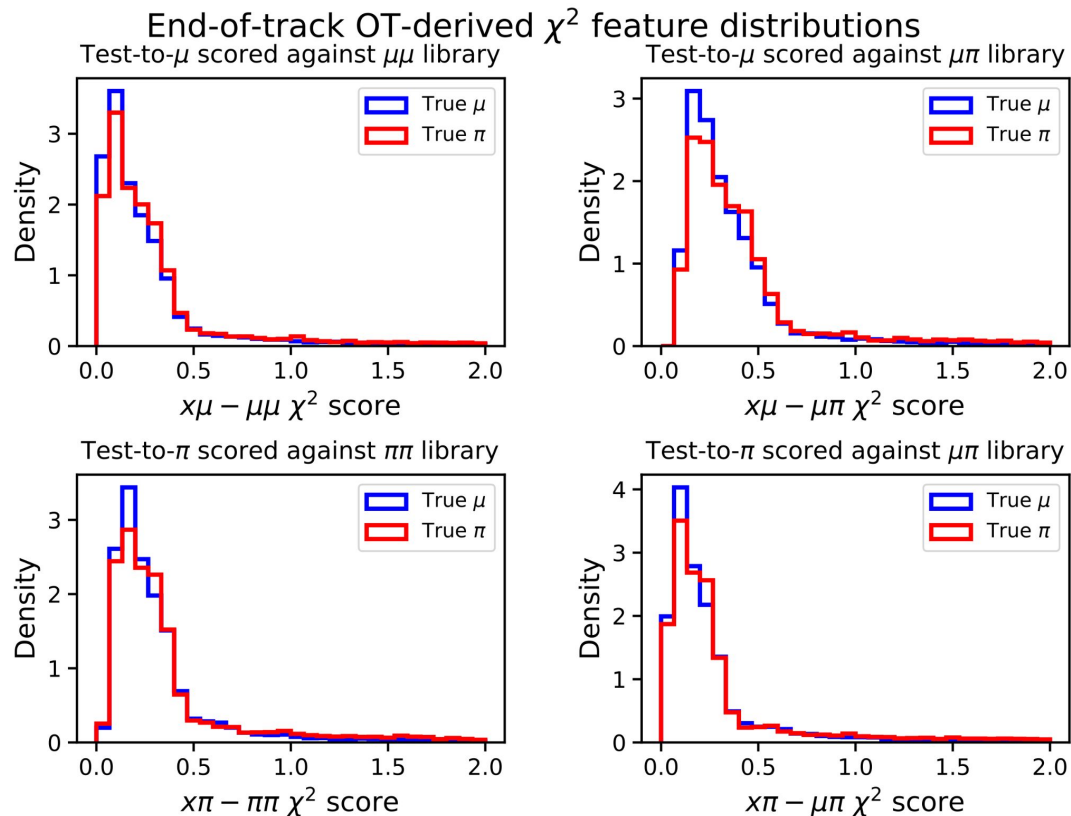 End-of-track OT-derived χ² feature distributions
Test-to-μ scored against μμ library
True μ
True π
3
2
1
0
Density
0.0 0.5 1.0 1.5 2.0
xμ − μμ χ² score
Test-to-μ scored against μπ library
True μ
True π
3
2
1
0
Density
0.0 0.5 1.0 1.5 2.0
xμ − μπ χ² score
Test-to-π scored against ππ library
True μ
True π
3
2
1
0
Density
0.0 0.5 1.0 1.5 2.0
xπ − ππ χ² score
Test-to-π scored against μπ library
True μ
True π
4
3
2
1
0
Density
0.0 0.5 1.0 1.5 2.0
xπ − μπ χ² score